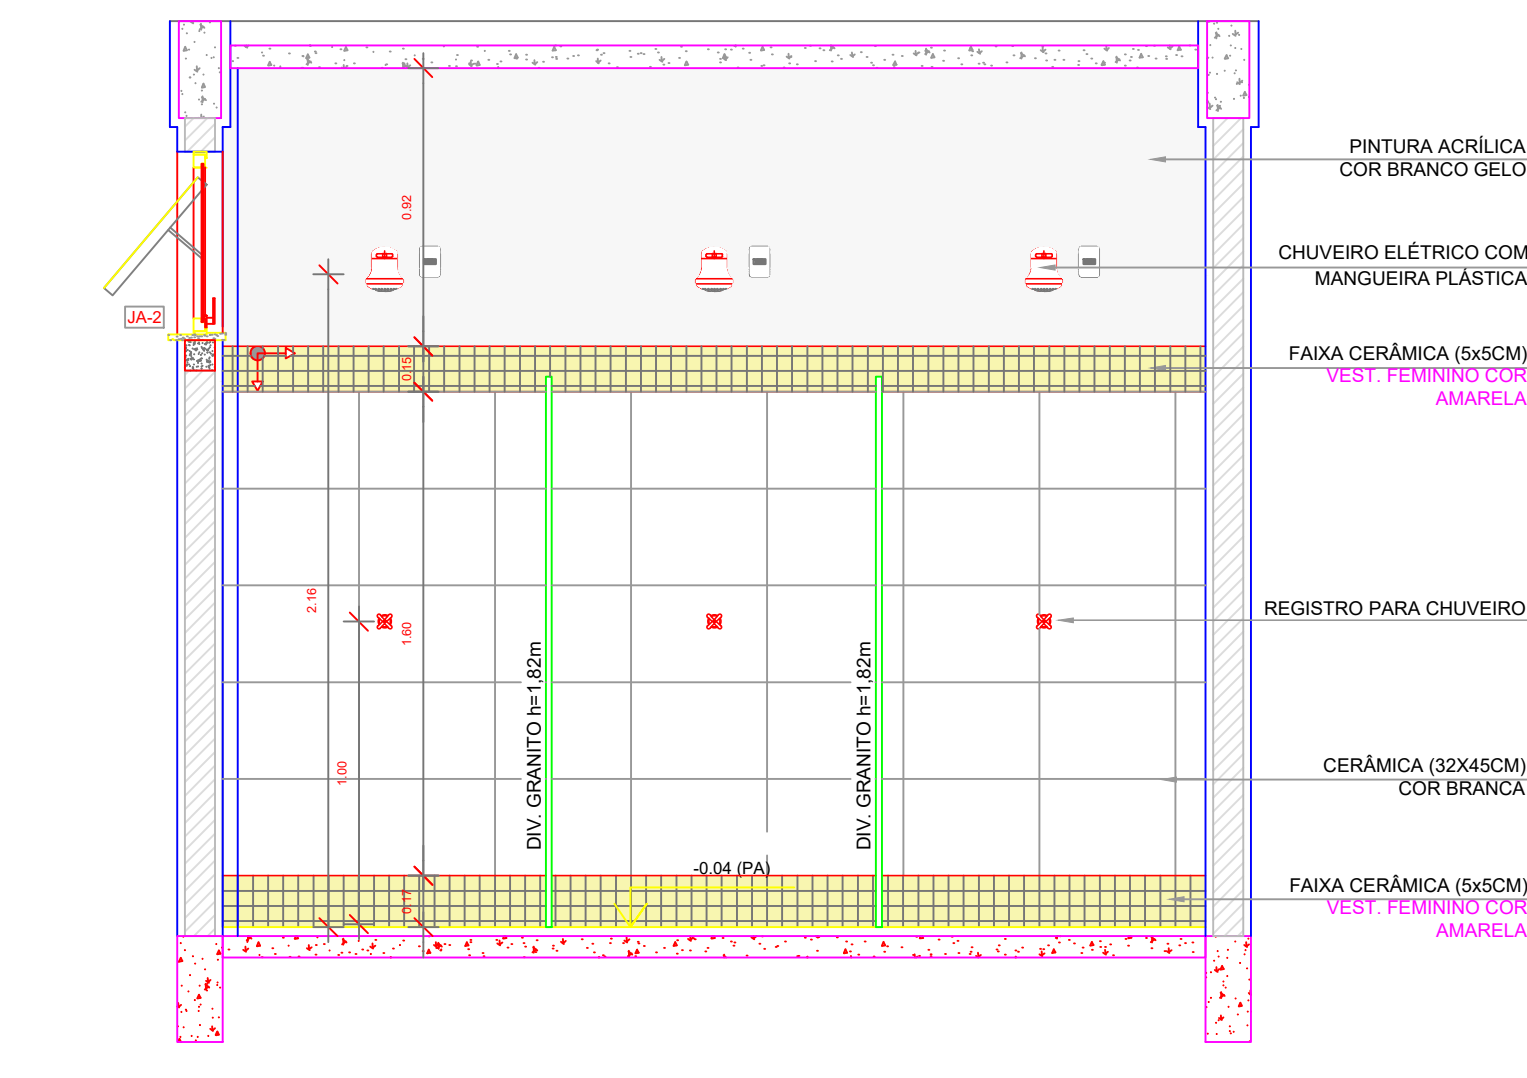 PINTURA ACRÍLICA
COR BRANCO GELO
0.92
CHUVEIRO ELÉTRICO COM
MANGUEIRA PLÁSTICA
JA-2
FAIXA CERÂMICA (5x5CM)
VEST. FEMININO COR
AMARELA
0.15
2.16
1.60
REGISTRO PARA CHUVEIRO
DIV. GRANITO h=1,82m
DIV. GRANITO h=1,82m
1.00
CERÂMICA (32X45CM)
COR BRANCA
-0.04 (PA)
0.17
FAIXA CERÂMICA (5x5CM)
VEST. FEMININO COR
AMARELA